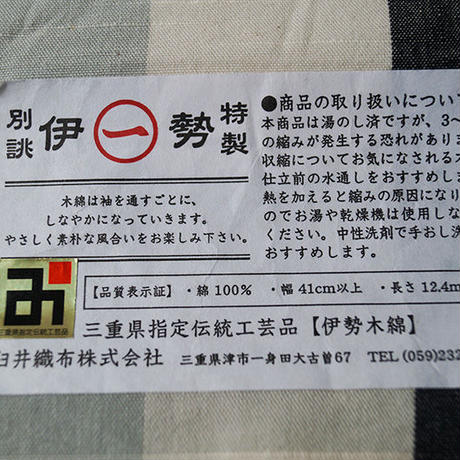 別誂 伊 一 勢 特製
木綿は袖を通すごとに、
しなやかになっていきます。
やさしく素朴な風合いをお楽しみ下さい。
●商品の取り扱いについ
本商品は湯のし済ですが、3〜
の縮みが発生する恐れがありま
収縮についてお気になされる
仕立前の水通しをおすすめしま
熱を加えると縮みの原因になり
のでお湯や乾燥機は使用しな
ください。中性洗剤で手おし洗
おすすめします。
三重県指定伝統工芸品
【品質表示証】・綿100% ・幅41cm以上 ・長さ12.4m
三重県指定伝統工芸品【伊勢木綿】
臼井織布株式会社 三重県津市一身田大古曽67 TEL(059)232